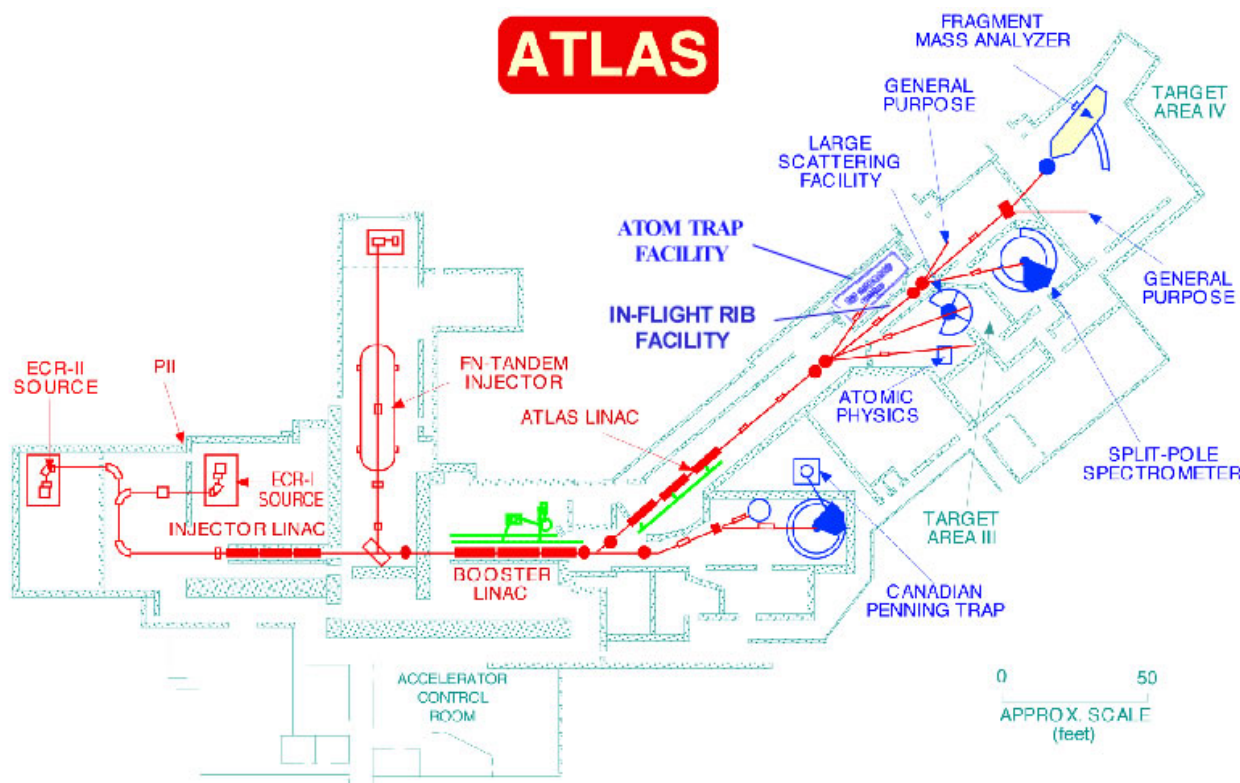 ATLAS
FRAGMENT
MASS ANALYZER
GENERAL
PURPOSE
TARGET
AREA IV
LARGE
SCATTERING
FACILITY
ATOM TRAP
FACILITY
GENERAL
PURPOSE
IN-FLIGHT RIB
FACILITY
ECR-II
SOURCE
PII
FN-TANDEM
INJECTOR
ATLAS LINAC
ATOMIC
PHYSICS
SPLIT-POLE
SPECTROMETER
ECR-I
SOURCE
INJECTOR LINAC
TARGET
AREA III
BOOSTER
LINAC
CANADIAN
PENNING TRAP
ACCELERATOR
CONTROL
ROOM
0 50
APPROX. SCALE
(feet)